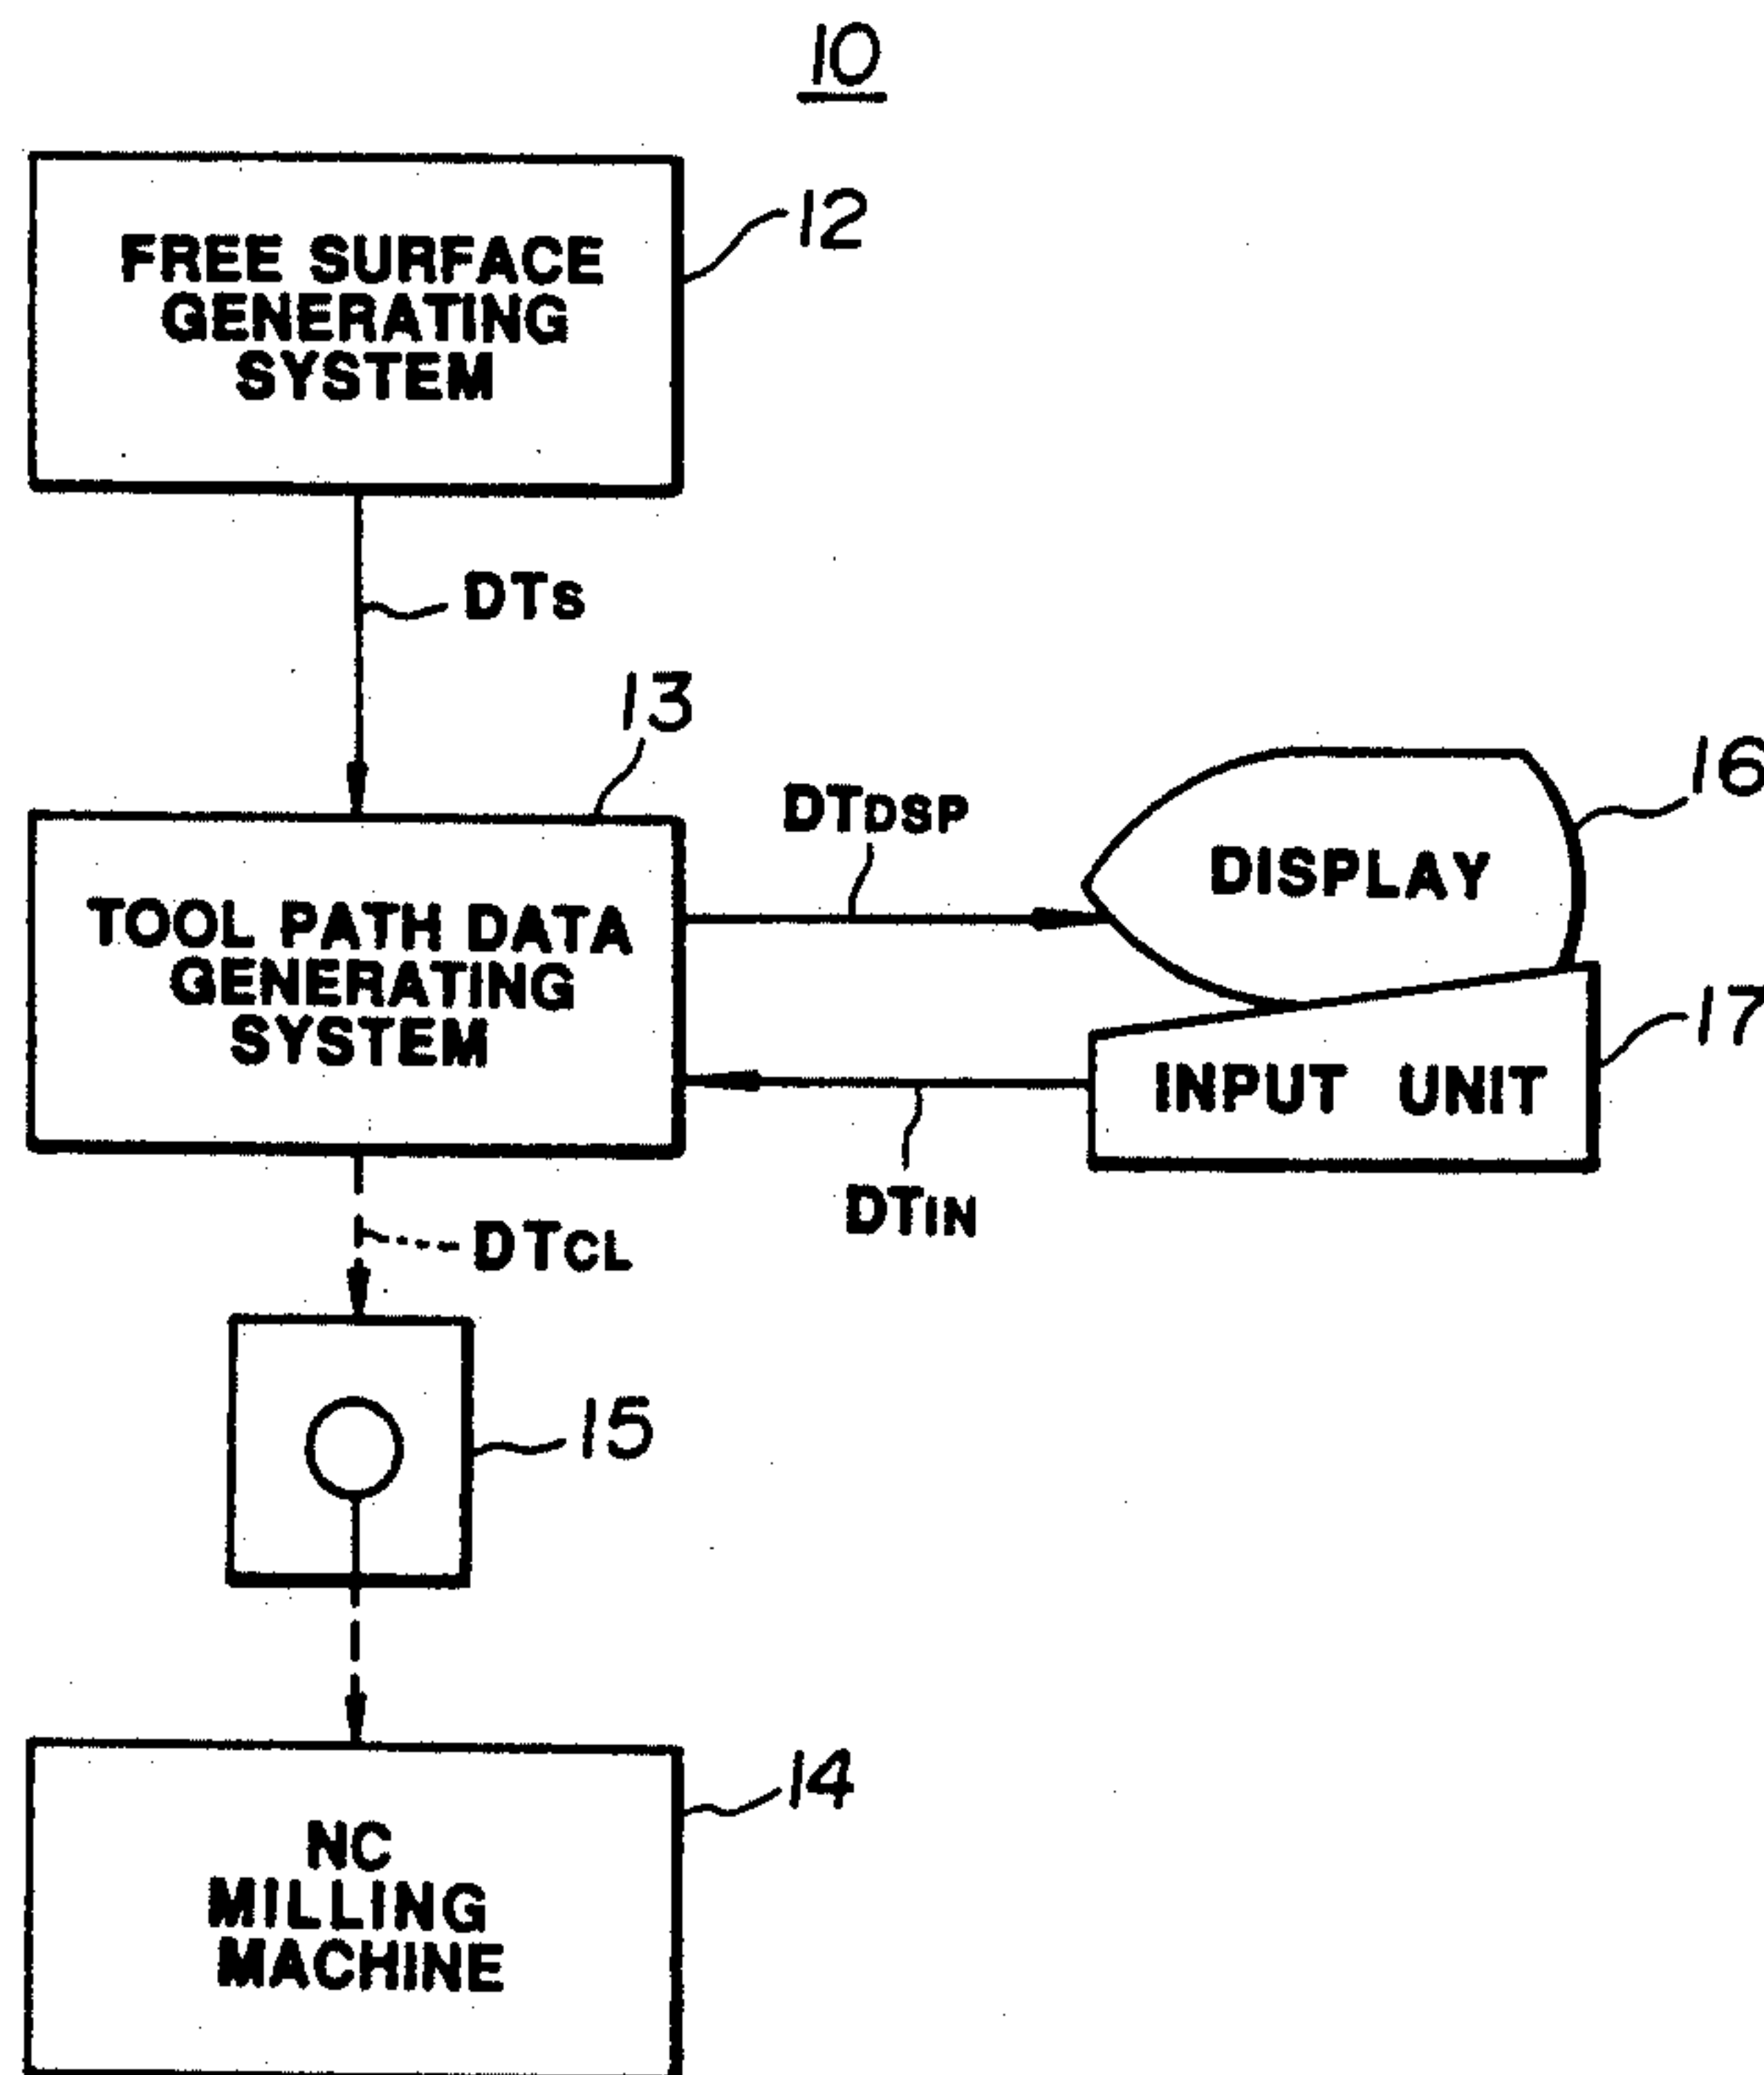 10
FREE SURFACE
GENERATING
SYSTEM
12
DTS
13
TOOL PATH DATA
GENERATING
SYSTEM
DTDSP
DISPLAY
16
INPUT UNIT
17
DTIN
DTCL
15
NC
MILLING
MACHINE
14